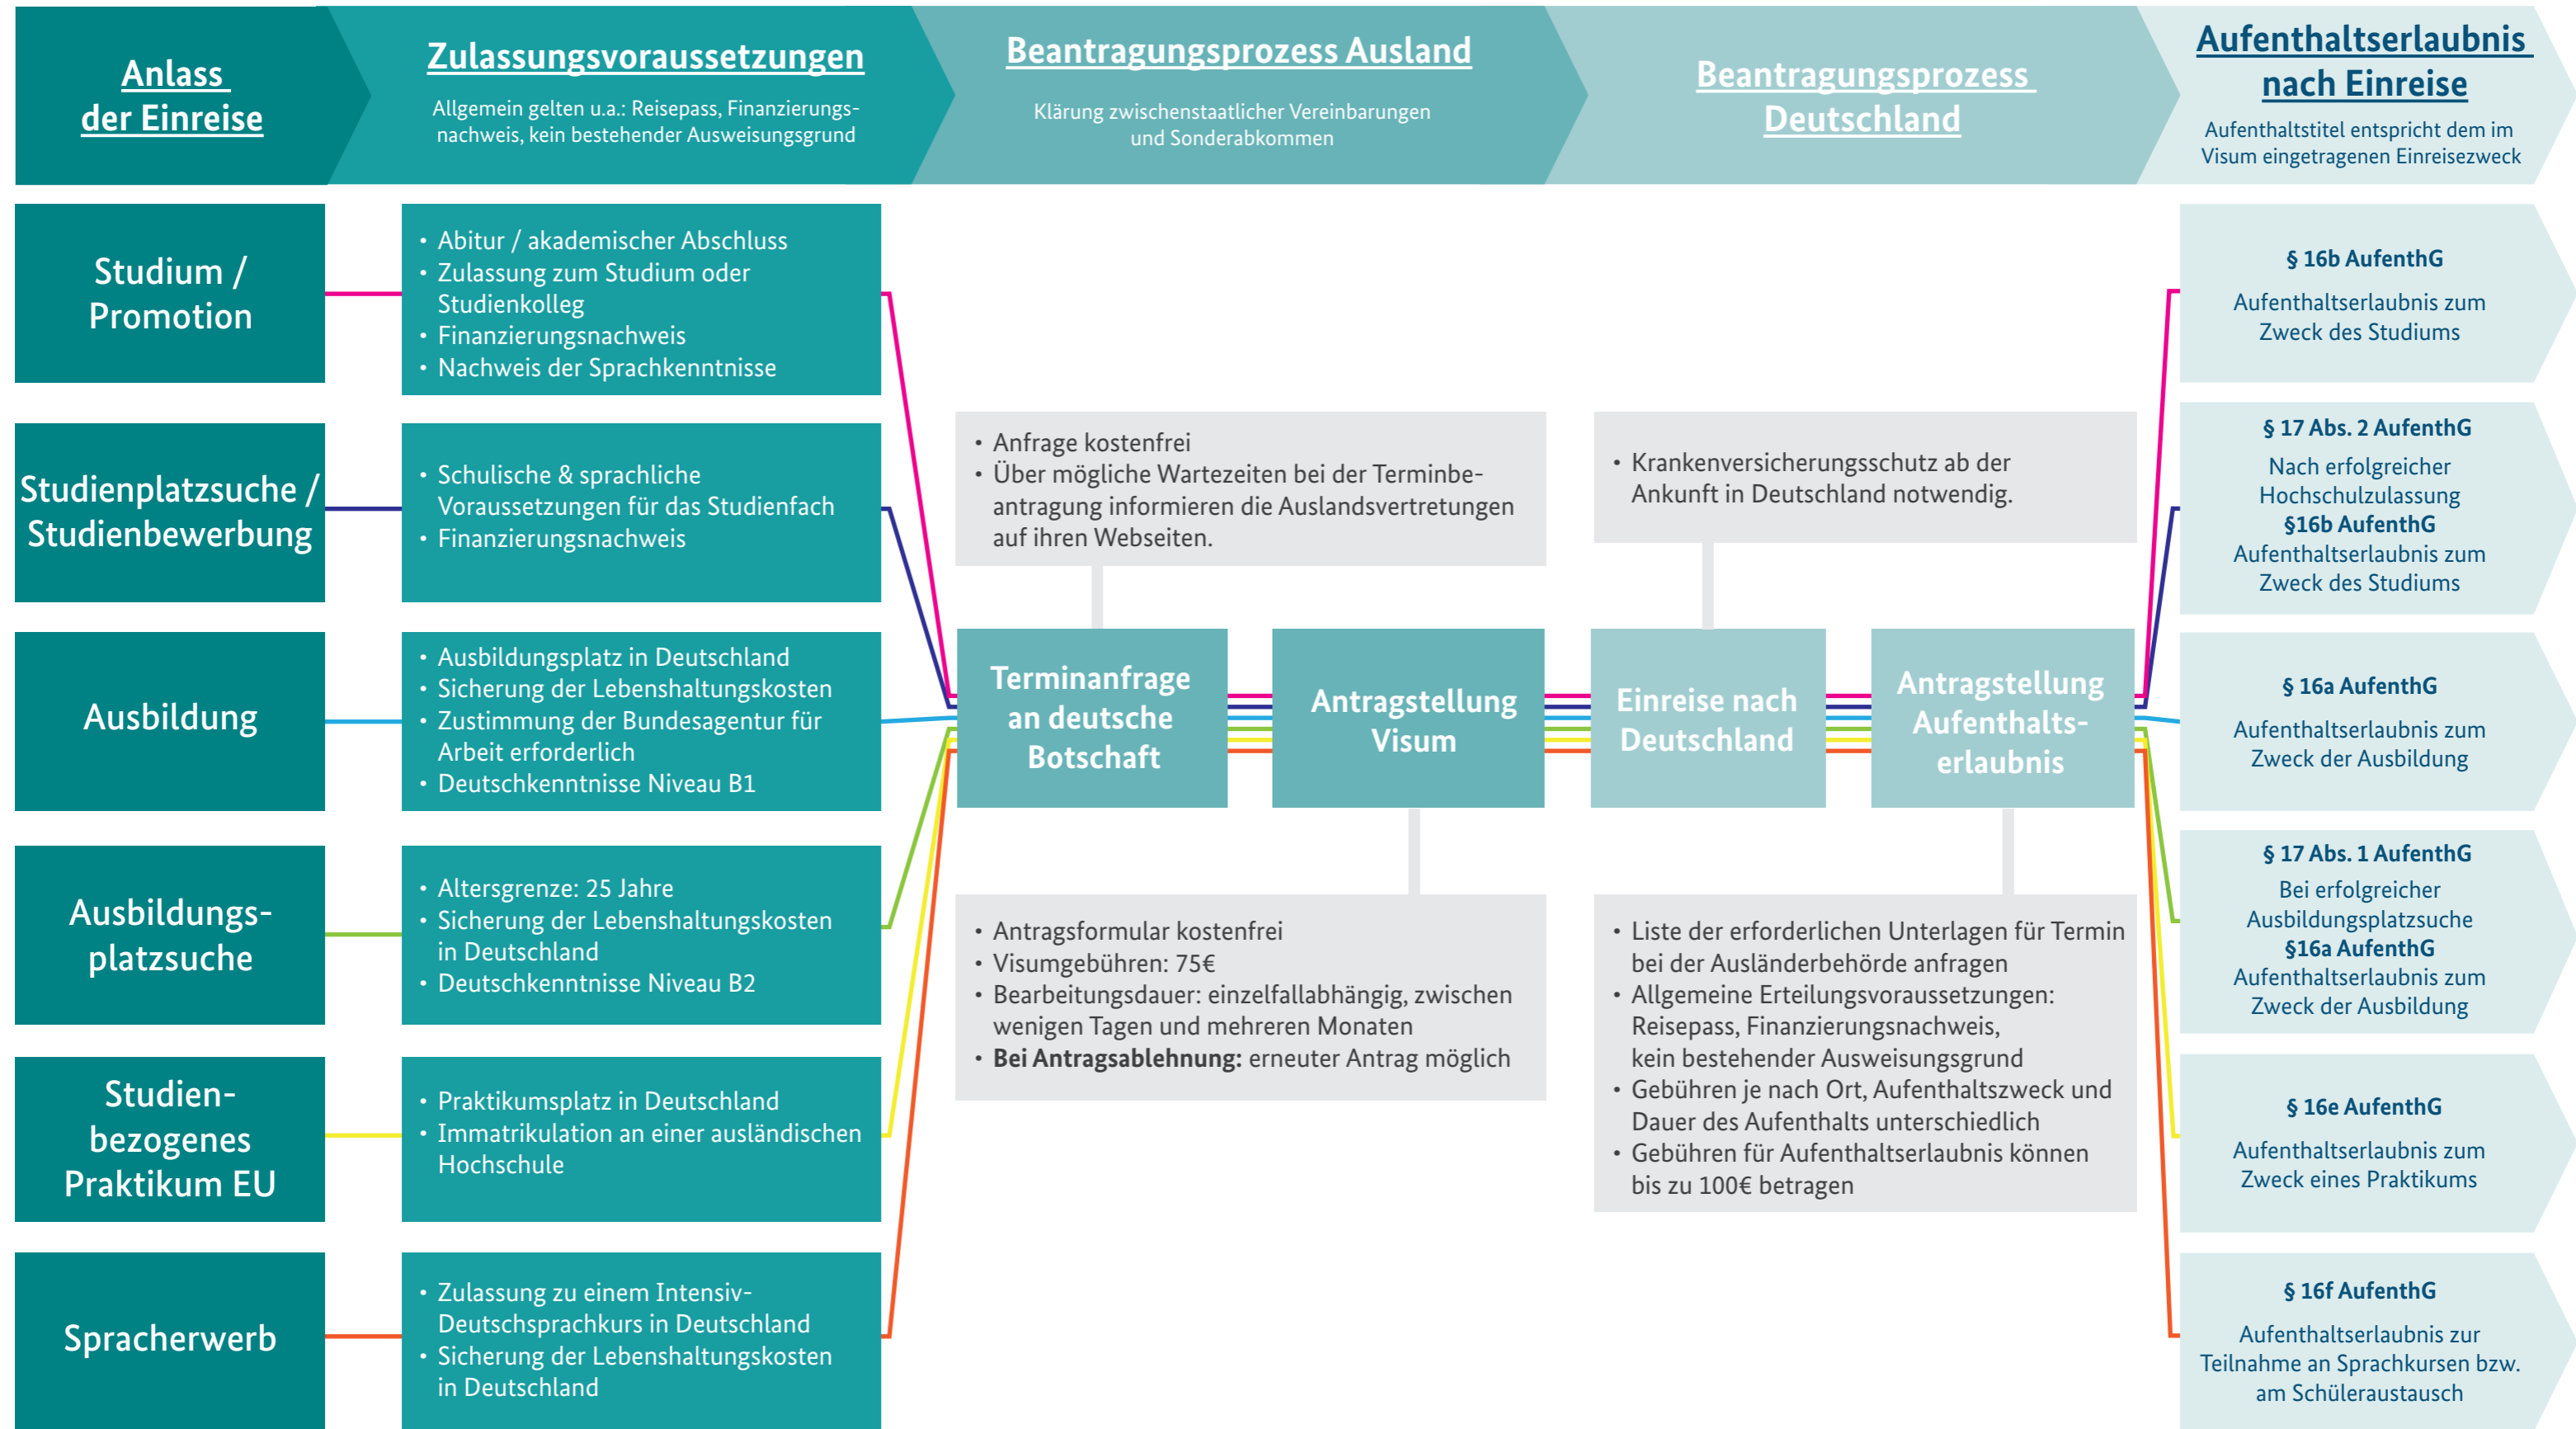 Anlass
der Einreise
Zulassungsvoraussetzungen
Allgemein gelten u.a.: Reisepass, Finanzierungs-
nachweis, kein bestehender Ausweisungsgrund
Beantragungsprozess Ausland
Klärung zwischenstaatlicher Vereinbarungen
und Sonderabkommen
Beantragungsprozess
Deutschland
Aufenthaltserlaubnis
nach Einreise
Aufenthaltstitel entspricht dem im
Visum eingetragenen Einreisezweck
Studium /
Promotion
• Abitur / akademischer Abschluss
• Zulassung zum Studium oder
Studienkolleg
• Finanzierungsnachweis
• Nachweis der Sprachkenntnisse
Studienplatzsuche /
Studienbewerbung
• Schulische & sprachliche
Voraussetzungen für das Studienfach
• Finanzierungsnachweis
Ausbildung
• Ausbildungsplatz in Deutschland
• Sicherung der Lebenshaltungskosten
• Zustimmung der Bundesagentur für
Arbeit erforderlich
• Deutschkenntnisse Niveau B1
Ausbildungs-
platzsuche
• Altersgrenze: 25 Jahre
• Sicherung der Lebenshaltungskosten
in Deutschland
• Deutschkenntnisse Niveau B2
Studien-
bezogenes
Praktikum EU
• Praktikumsplatz in Deutschland
• Immatrikulation an einer ausländischen
Hochschule
Spracherwerb
• Zulassung zu einem Intensiv-
Deutschsprachkurs in Deutschland
• Sicherung der Lebenshaltungskosten
in Deutschland
• Anfrage kostenfrei
• Über mögliche Wartezeiten bei der Terminbe-
antragung informieren die Auslandsvertretungen
auf ihren Webseiten.
Terminanfrage
an deutsche
Botschaft
Antragstellung
Visum
• Antragsformular kostenfrei
• Visumgebühren: 75€
• Bearbeitungsdauer: einzelfallabhängig, zwischen
wenigen Tagen und mehreren Monaten
• Bei Antragsablehnung: erneuter Antrag möglich
• Krankenversicherungsschutz ab der
Ankunft in Deutschland notwendig.
Einreise nach
Deutschland
Antragstellung
Aufenthalts-
erlaubnis
• Liste der erforderlichen Unterlagen für Termin
bei der Ausländerbehörde anfragen
• Allgemeine Erteilungsvoraussetzungen:
Reisepass, Finanzierungsnachweis,
kein bestehender Ausweisungsgrund
• Gebühren je nach Ort, Aufenthaltszweck und
Dauer des Aufenthalts unterschiedlich
• Gebühren für Aufenthaltserlaubnis können
bis zu 100€ betragen
§ 16b AufenthG
Aufenthaltserlaubnis zum
Zweck des Studiums
§ 17 Abs. 2 AufenthG
Nach erfolgreicher
Hochschulzulassung
§16b AufenthG
Aufenthaltserlaubnis zum
Zweck des Studiums
§ 16a AufenthG
Aufenthaltserlaubnis zum
Zweck der Ausbildung
§ 17 Abs. 1 AufenthG
Bei erfolgreicher
Ausbildungsplatzsuche
§16a AufenthG
Aufenthaltserlaubnis zum
Zweck der Ausbildung
§ 16e AufenthG
Aufenthaltserlaubnis zum
Zweck eines Praktikums
§ 16f AufenthG
Aufenthaltserlaubnis zur
Teilnahme an Sprachkursen bzw.
am Schüleraustausch